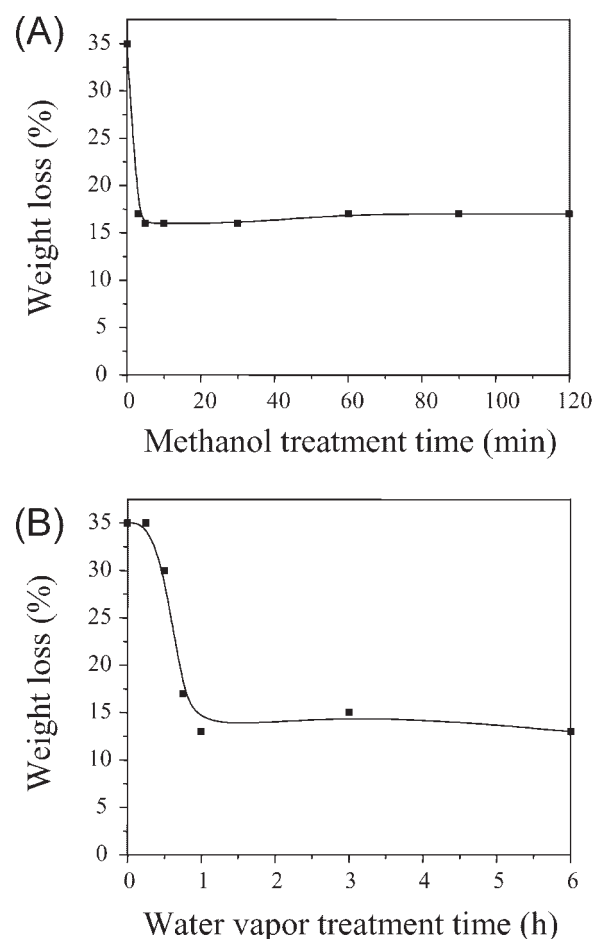 (A)
Weight loss (%)
35
30
25
20
15
10
5
0
0 20 40 60 80 100 120
Methanol treatment time (min)
(B)
Weight loss (%)
35
30
25
20
15
10
5
0
0 1 2 3 4 5 6
Water vapor treatment time (h)